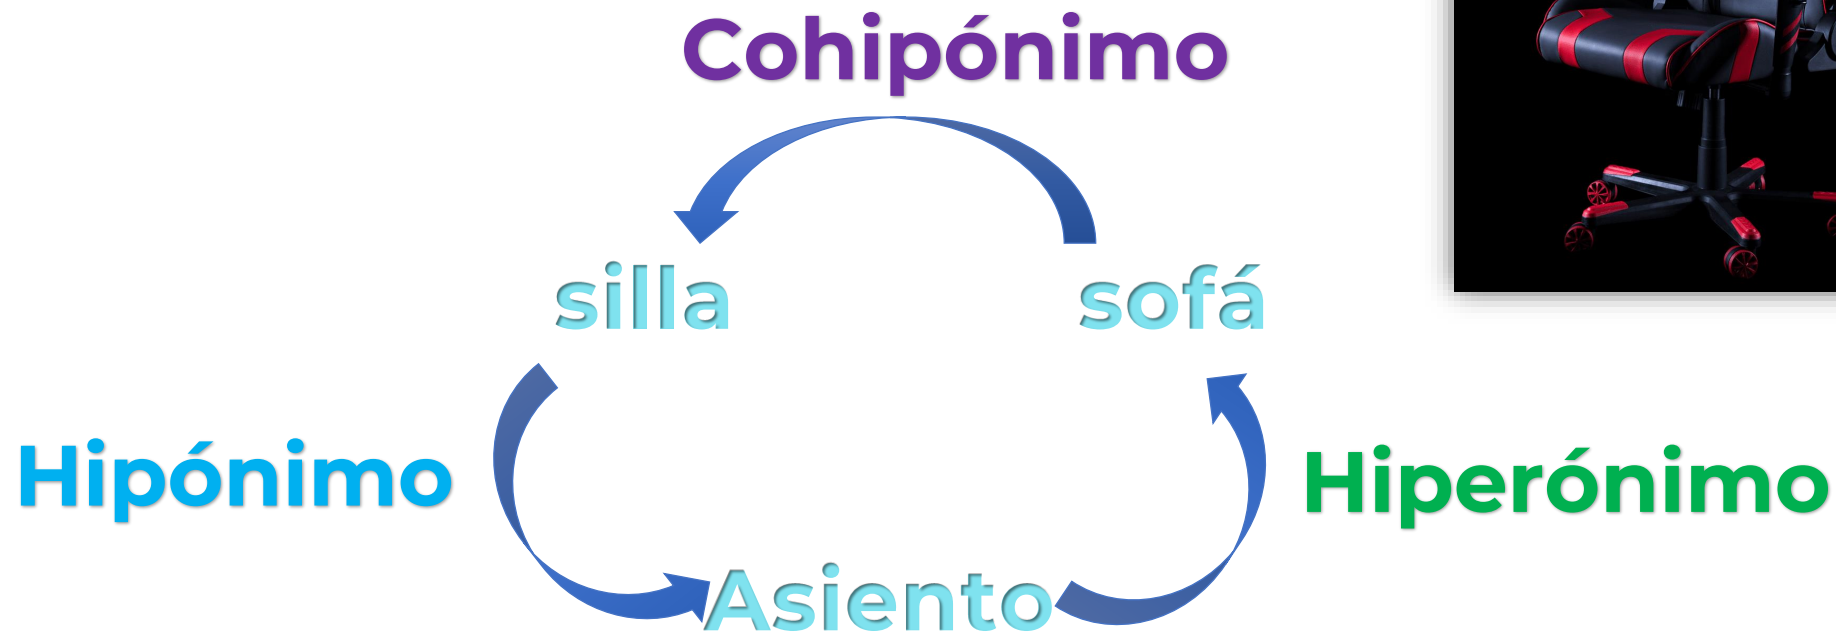 Cohipónimo
silla
sofá
Hipónimo
Hiperónimo
Asiento